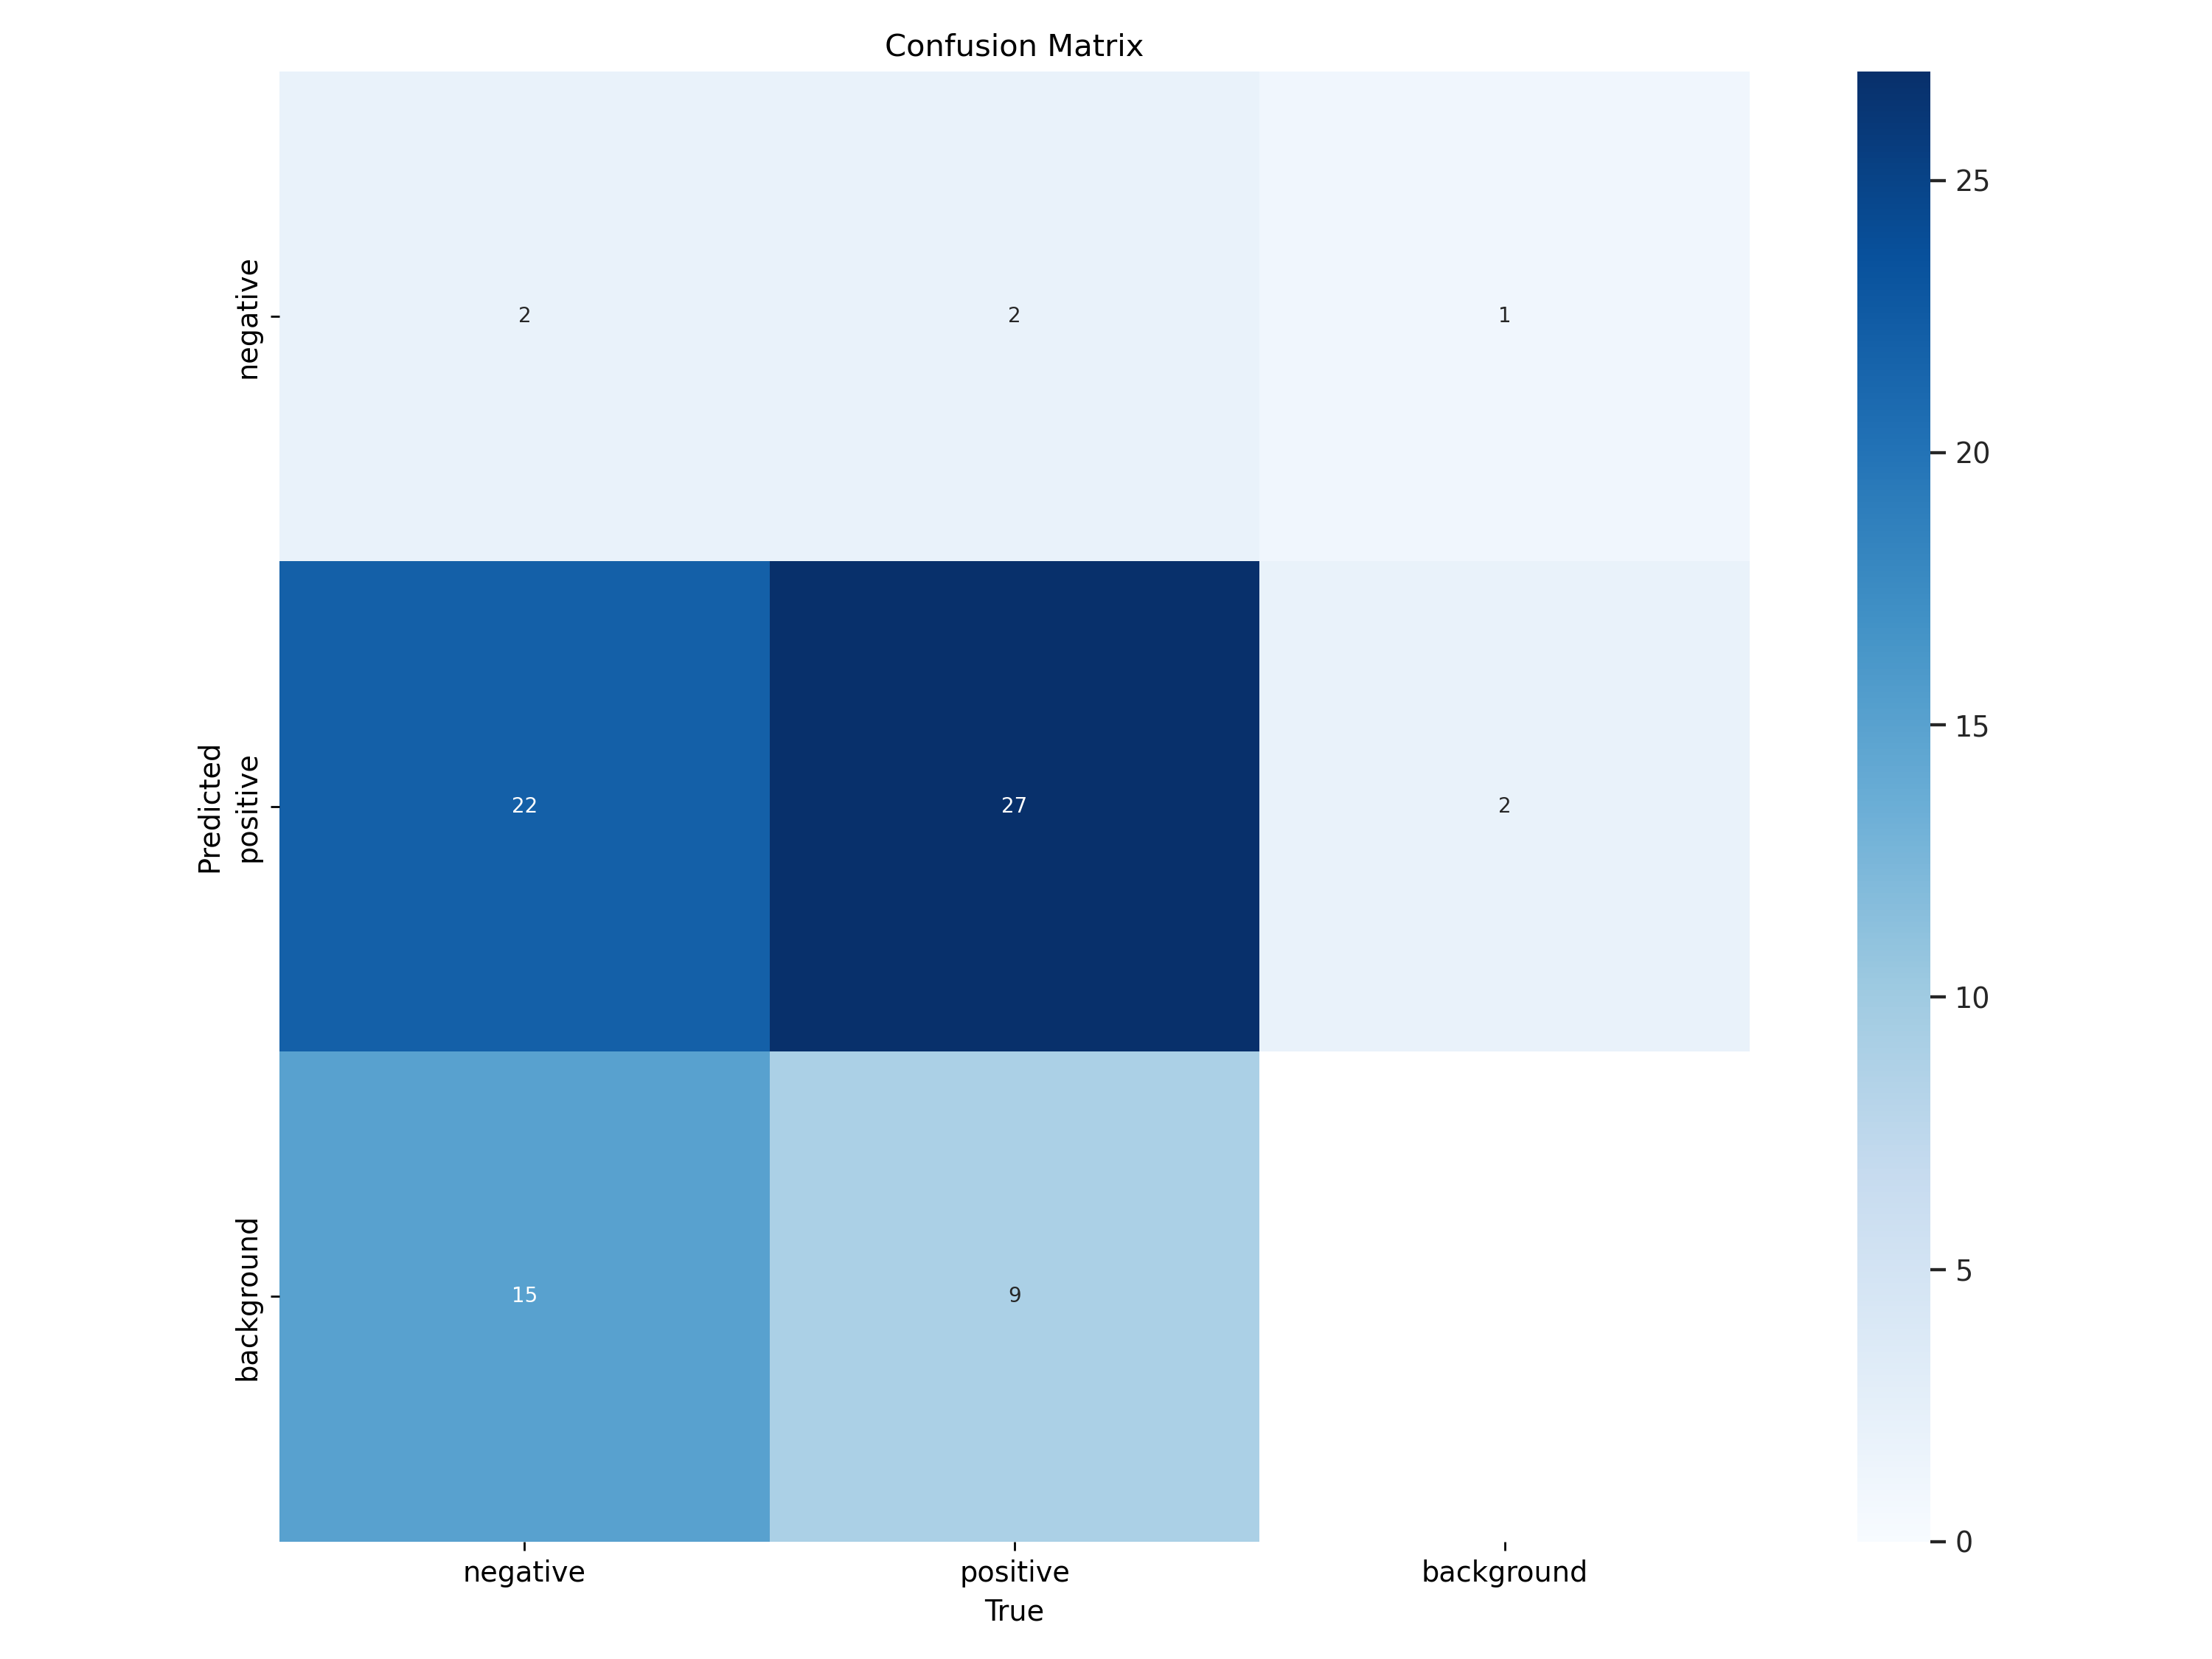 Confusion Matrix
negative
2
2
1
Predicted
positive
22
27
2
background
15
9
negative
positive
background
True
25
20
15
10
5
0